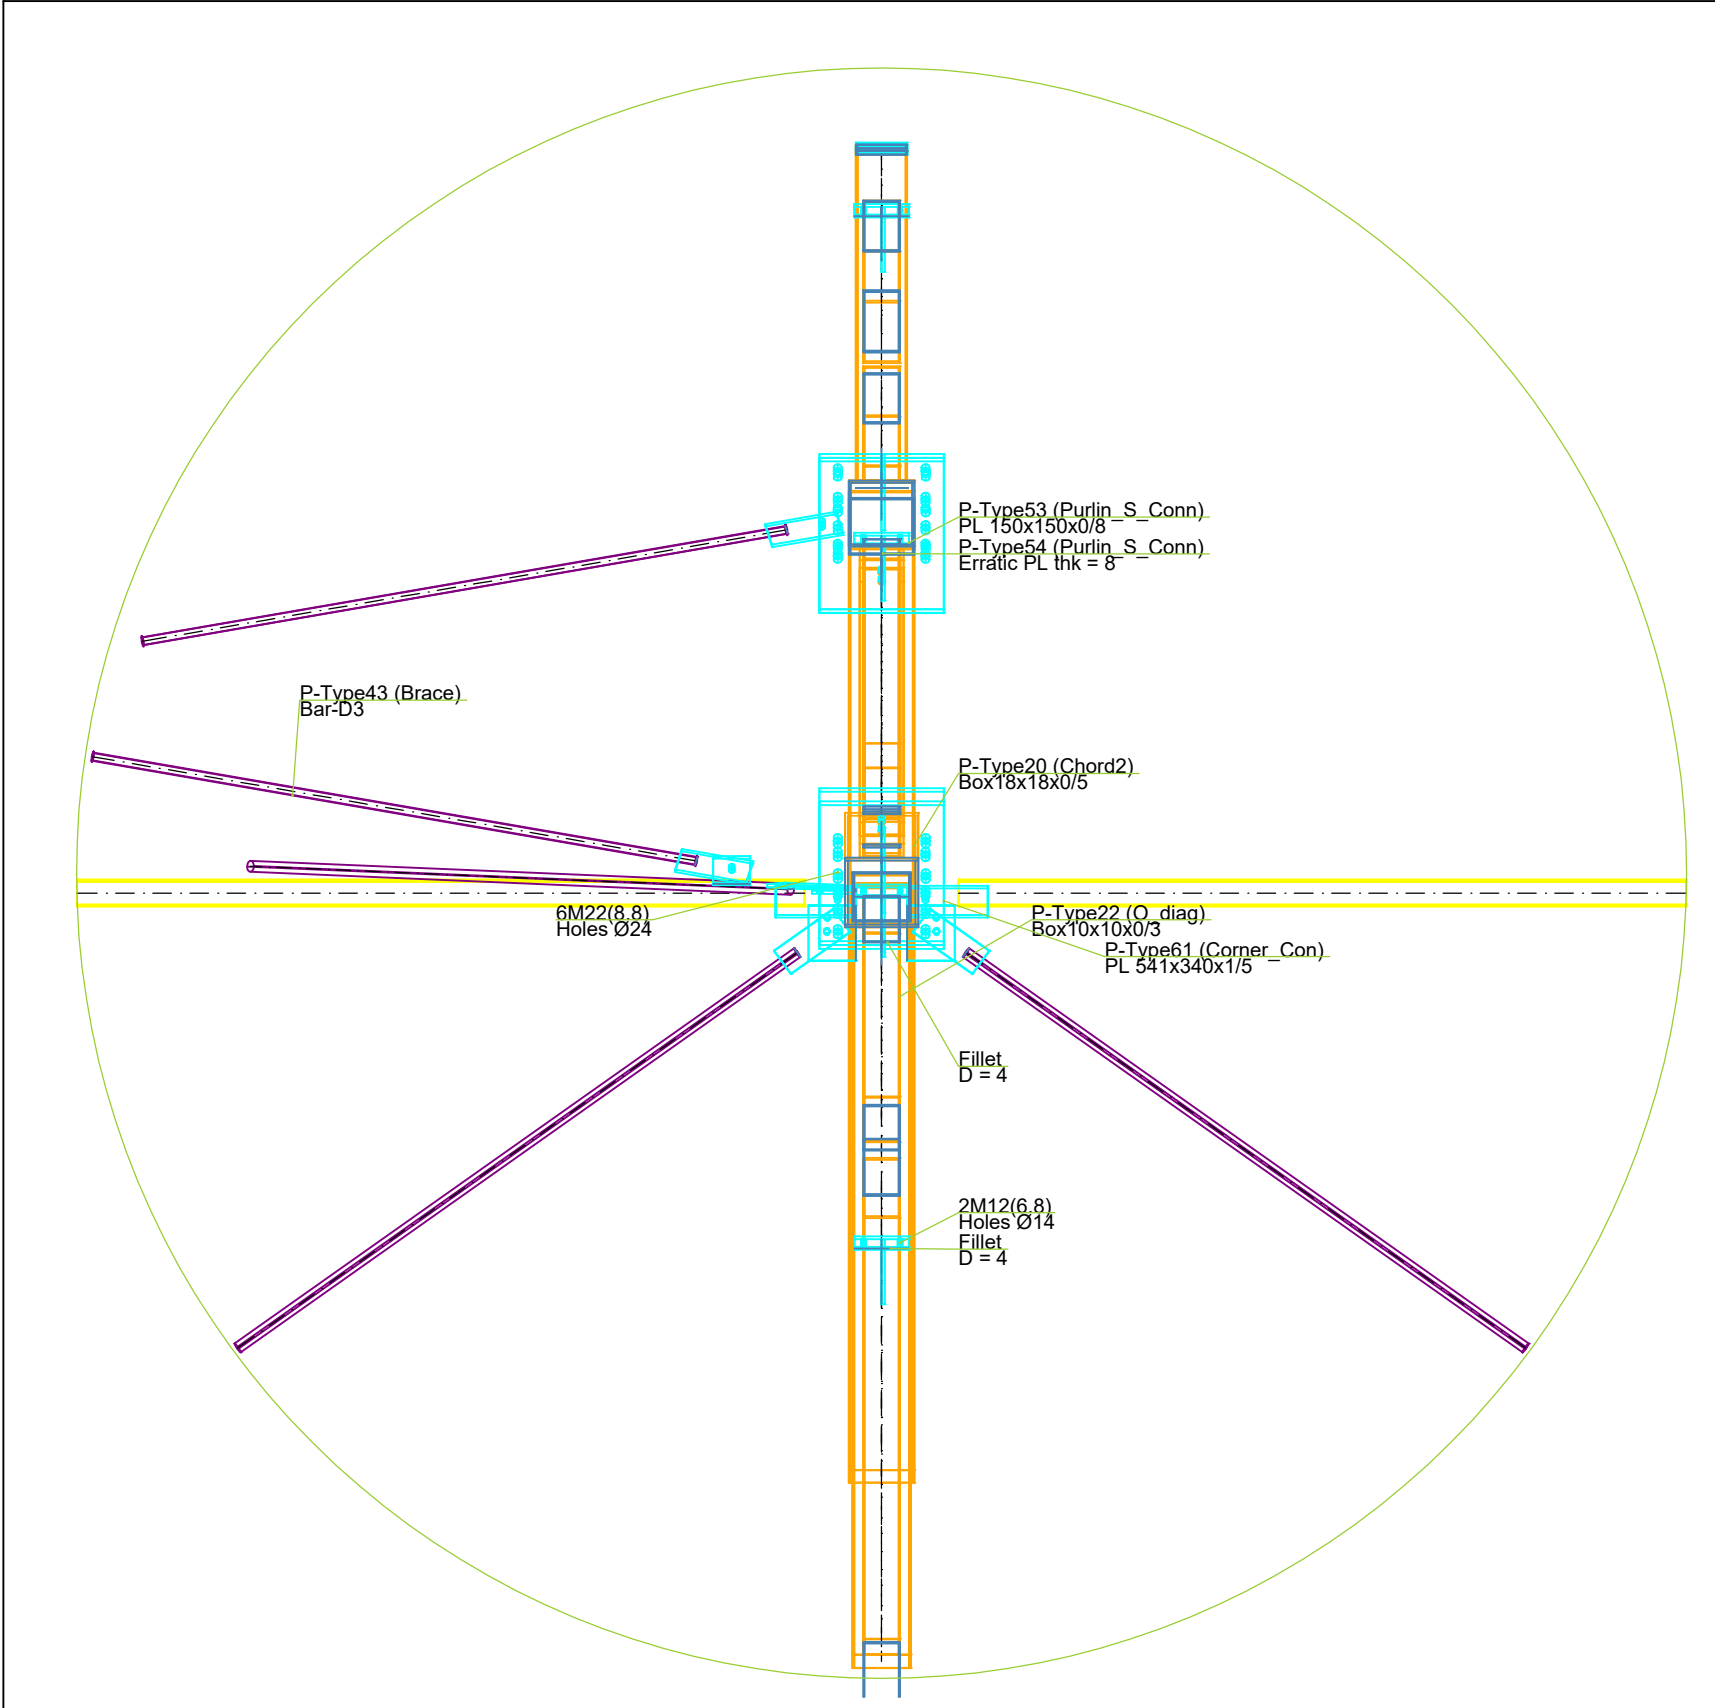 P-Type53 (Purlin_S_Conn)
PL 150x150x0/8
P-Type54 (Purlin_S_Conn)
Erratic PL thk = 8
P-Type43 (Brace)
Bar-D3
P-Type20 (Chord2)
Box18x18x0/5
6M22(8.8)
Holes Ø24
P-Type22 (O_diag)
Box10x10x0/3
P-Type61 (Corner_Con)
PL 541x340x1/5
Fillet
D = 4
2M12(6.8)
Holes Ø14
Fillet
D = 4